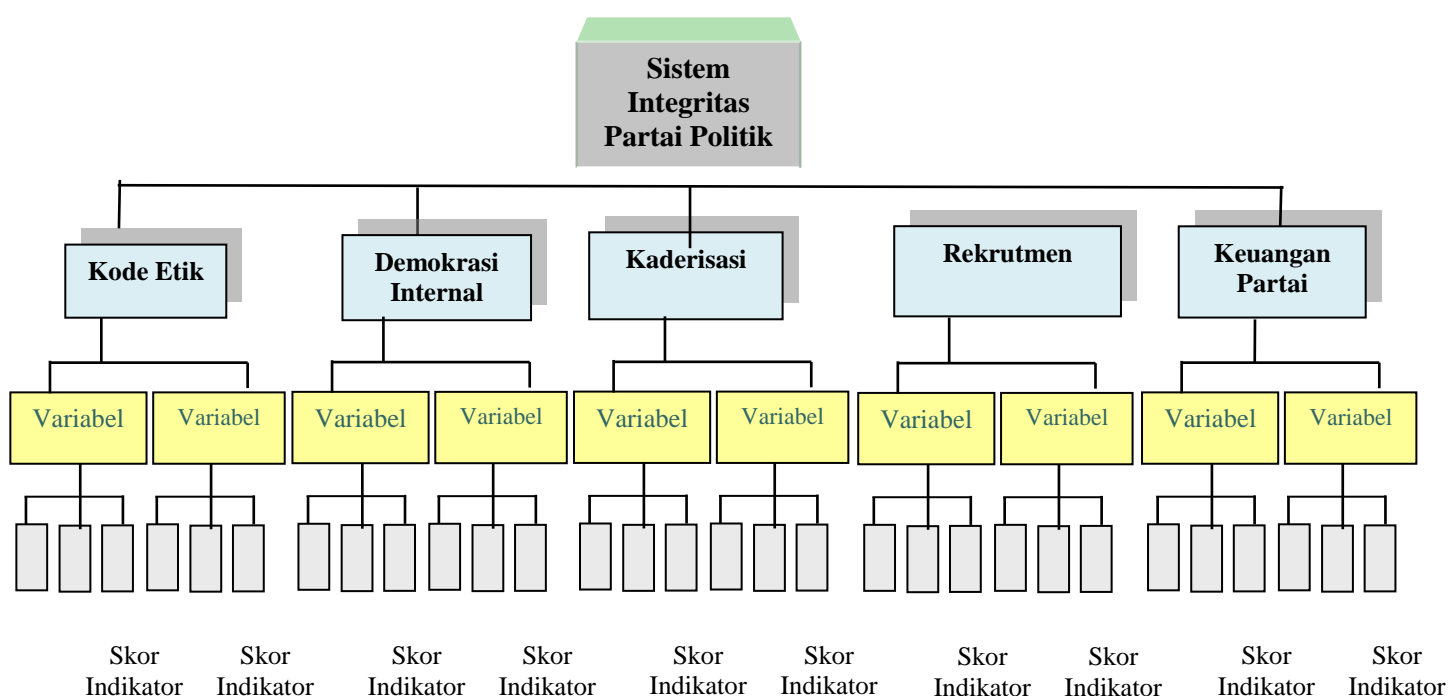 Sistem
Integritas
Partai Politik
Kode Etik
Demokrasi
Internal
Kaderisasi
Rekrutmen
Keuangan
Partai
Variabel
Variabel
Variabel
Variabel
Variabel
Variabel
Variabel
Variabel
Variabel
Variabel
Skor
Indikator
Skor
Indikator
Skor
Indikator
Skor
Indikator
Skor
Indikator
Skor
Indikator
Skor
Indikator
Skor
Indikator
Skor
Indikator
Skor
Indikator